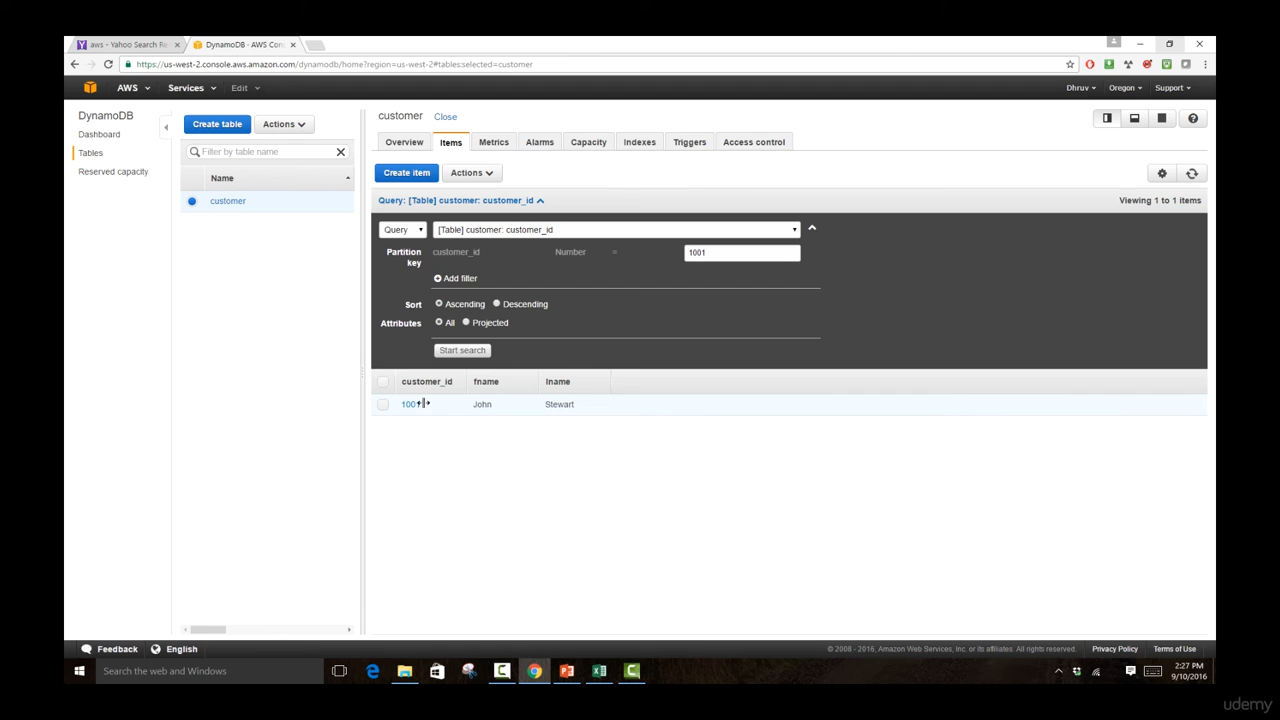 aws - Yahoo Search Re
DynamoDB - AWS Con
https://us-west-2.console.aws.amazon.com/dynamodb/home?region=us-west-2#tables:selected=customer
AWS Services Edit Dhruv Oregon Support
DynamoDB
Dashboard
Tables
Reserved capacity
Create table Actions
Filter by table name
Name
customer
customer Close
Overview Items Metrics Alarms Capacity Indexes Triggers Access control
Create item Actions
Query: [Table] customer: customer_id Viewing 1 to 1 items
Query [Table] customer: customer_id
Partition key customer_id Number = 1001
Add filter
Sort Ascending Descending
Attributes All Projected
Start search
customer_id fname lname
100 John Stewart
Feedback English © 2008 - 2016, Amazon Web Services, Inc. or its affiliates. All rights reserved. Privacy Policy Terms of Use
Search the web and Windows
2:27 PM
9/10/2016
udemy